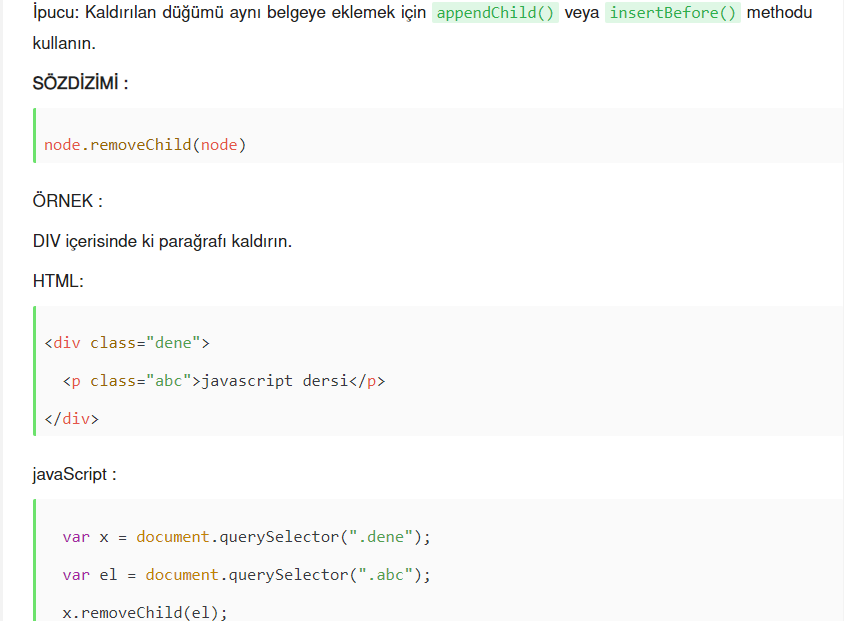 İpucu: Kaldırılan düğümü aynı belgeye eklemek için appendChild() veya insertBefore() methodu
kullanın.
SÖZDİZİMİ :
node.removeChild(node)
ÖRNEK :
DIV içerisinde ki parağrafı kaldırın.
HTML:
<div class="dene">
  <p class="abc">javascript dersi</p>
</div>
javaScript :
var x = document.querySelector(".dene");
var el = document.querySelector(".abc");
x.removeChild(el);